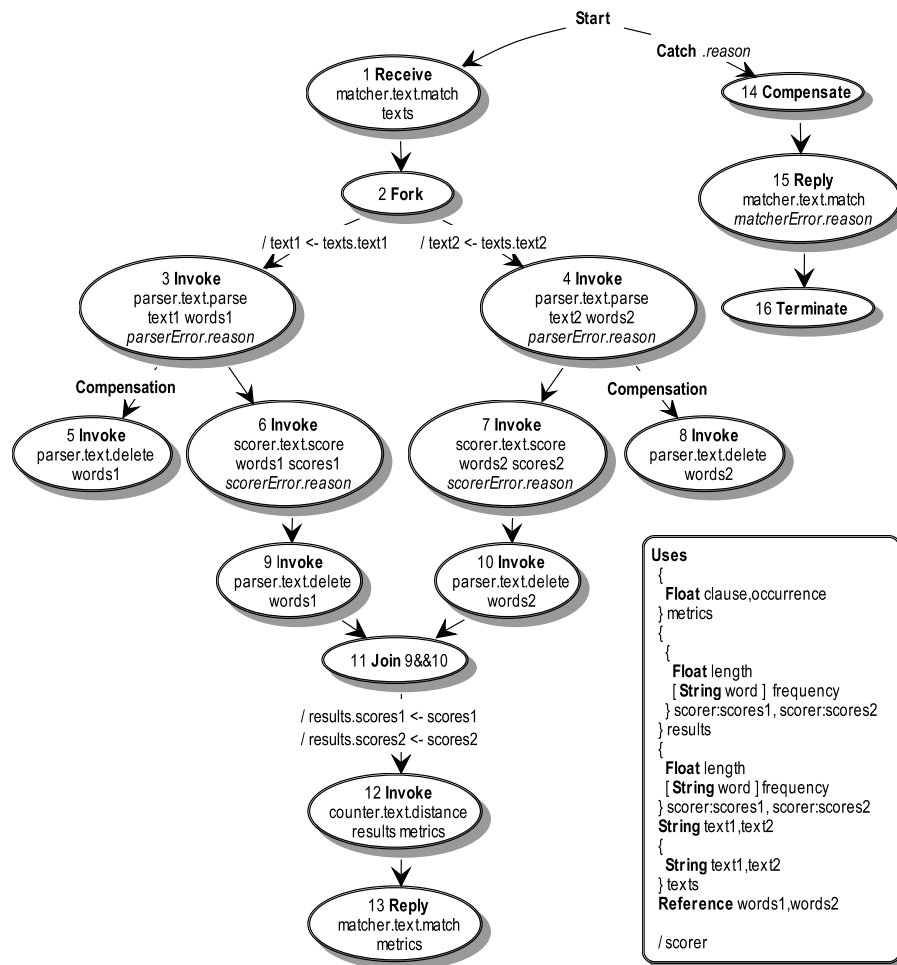 Start
Catch .reason
1 Receive
matcher.text.match
texts
14 Compensate
2 Fork
15 Reply
matcher.text.match
matcherError.reason
/ text1 <- texts.text1
/ text2 <- texts.text2
3 Invoke
parser.text.parse
text1 words1
parserError.reason
4 Invoke
parser.text.parse
text2 words2
parserError.reason
16 Terminate
Compensation
Compensation
5 Invoke
parser.text.delete
words1
6 Invoke
scorer.text.score
words1 scores1
scorerError.reason
7 Invoke
scorer.text.score
words2 scores2
scorerError.reason
8 Invoke
parser.text.delete
words2
9 Invoke
parser.text.delete
words1
10 Invoke
parser.text.delete
words2
11 Join 9&&10
/ results.scores1 <- scores1
/ results.scores2 <- scores2
12 Invoke
counter.text.distance
results metrics
13 Reply
matcher.text.match
metrics
Uses
{
Float clause,occurrence
} metrics
{
{
Float length
[ String word ] frequency
} scorer:scores1, scorer:scores2
} results
{
Float length
[ String word ] frequency
} scorer:scores1, scorer:scores2
String text1,text2
{
String text1,text2
} texts
Reference words1,words2
/ scorer